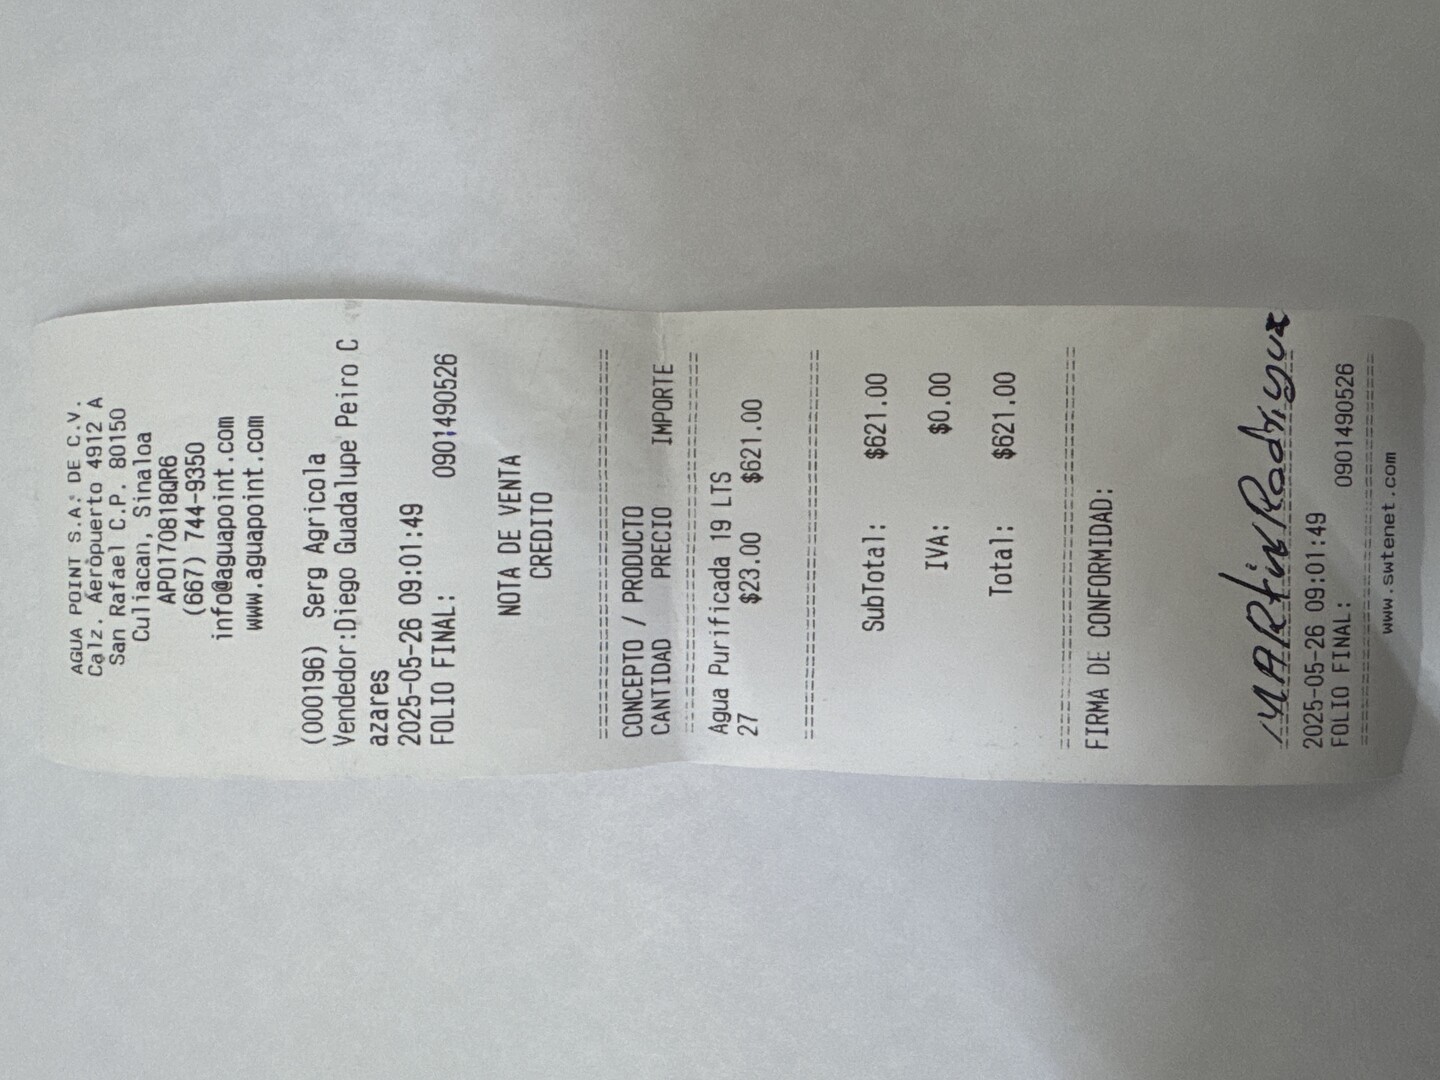 AGUA POINT S.A. DE C.V.
Calz. Aeropuerto 4912 A
San Rafael C.P. 80150
Culiacan, Sinaloa
APO170818QR6
(667) 744-9350
info@aguapoint.com
www.aguapoint.com
(000196) Serg Agricola
Vendedor:Diego Guadalupe Peiro C
azares
2025-05-26 09:01:49
FOLIO FINAL: 0901490526
NOTA DE VENTA
CREDITO
================================
CONCEPTO / PRODUCTO
CANTIDAD PRECIO IMPORTE
================================
Agua Purificada 19 LTS
27 $23.00 $621.00
================================
SubTotal: $621.00
IVA: $0.00
Total: $621.00
================================
FIRMA DE CONFORMIDAD:
MARtin Rodriguez
================================
2025-05-26 09:01:49
FOLIO FINAL: 0901490526
================================
www.swtenet.com